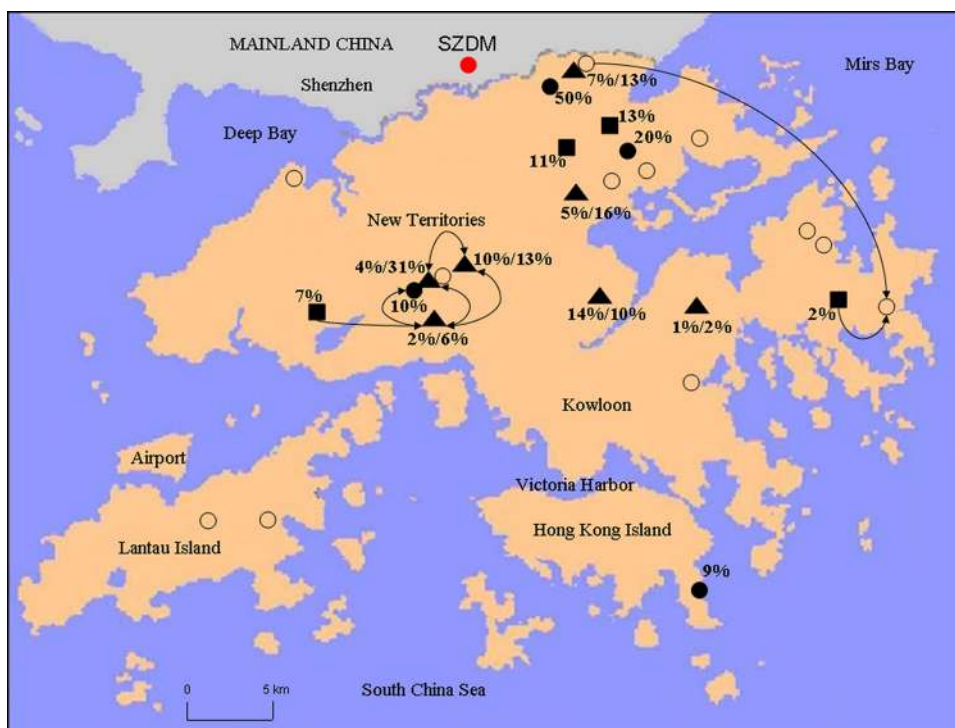 MAINLAND CHINA
SZDM
Mirs Bay
Shenzhen
7%/13%
50%
13%
Deep Bay
20%
11%
5%/16%
New Territories
10%/13%
4%/31%
7%
10%
14%/10%
1%/2%
2%
2%/6%
Kowloon
Airport
Victoria Harbor
Hong Kong Island
Lantau Island
9%
0
5 km
South China Sea